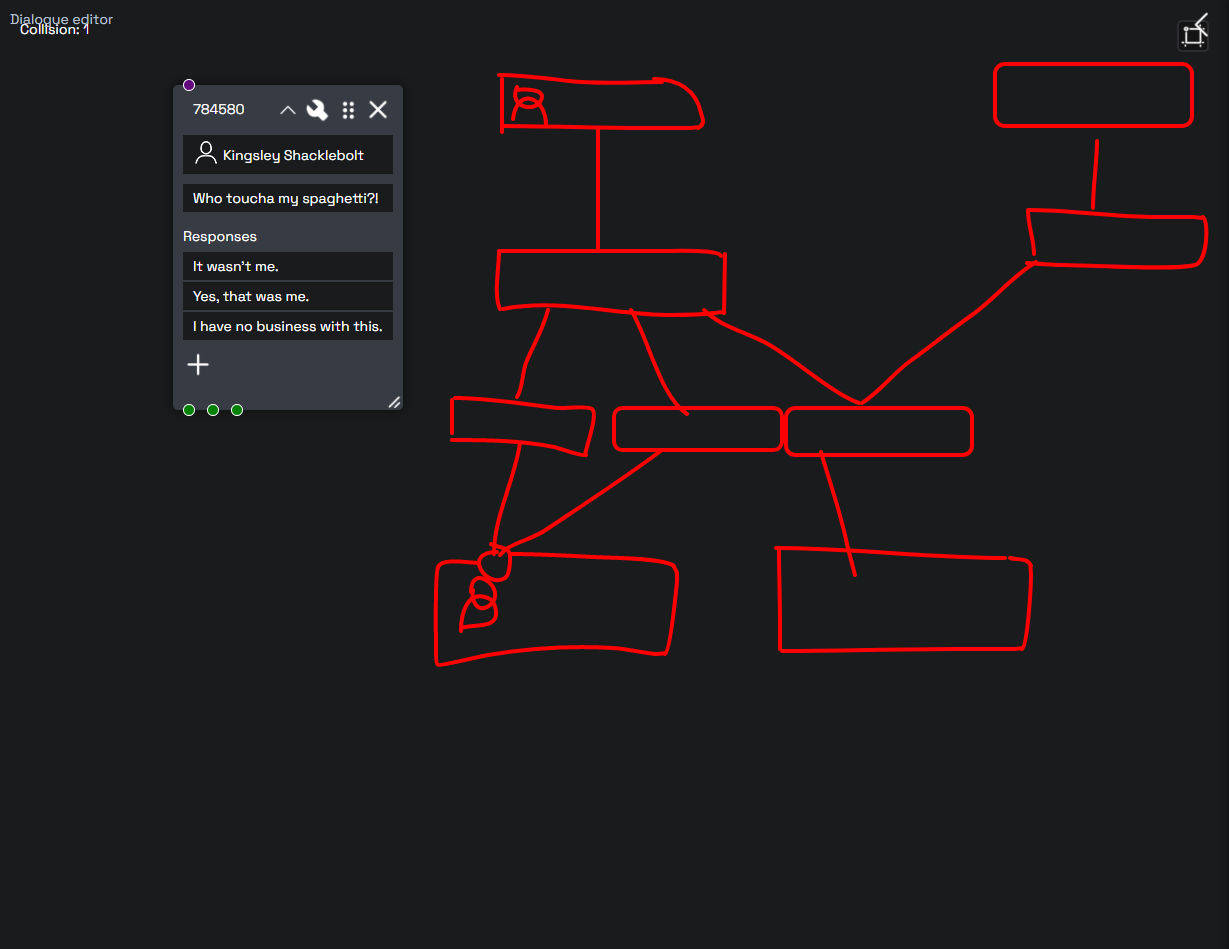 Dialogue editor
Collision: 1
784580
Kingsley Shacklebolt
Who toucha my spaghetti?!
Responses
It wasn't me.
Yes, that was me.
I have no business with this.